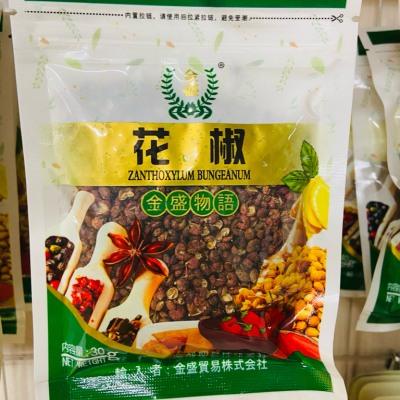 内置拉链,请使用后拉紧拉链,避免受潮
金盛
®
花椒
ZANTHOXYLUM BUNGEANUM
金盛物語
内容量:30g
輸入者:金盛貿易株式会社